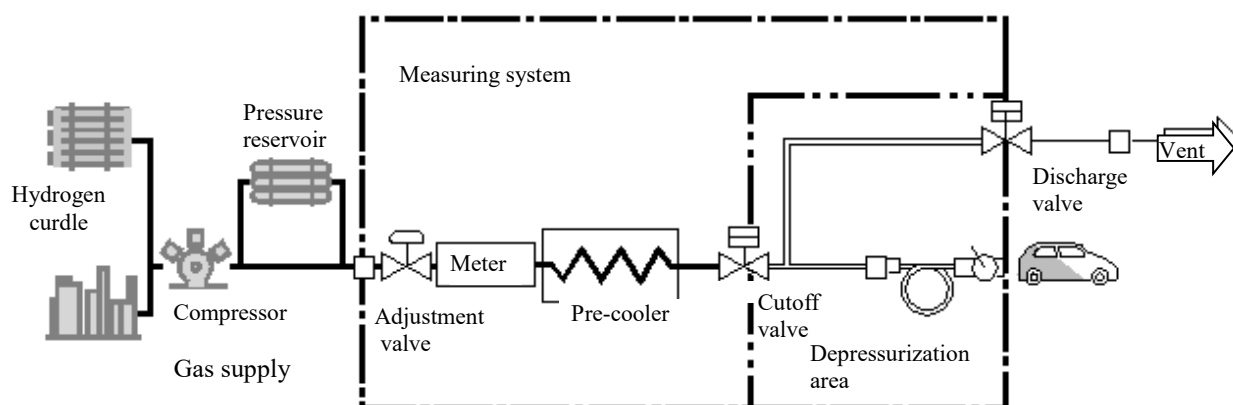 Measuring system
Pressure
reservoir
Hydrogen
curdle
Vent
Discharge
valve
Meter
Compressor
Adjustment
valve
Pre-cooler
Cutoff
valve
Depressurization
area
Gas supply